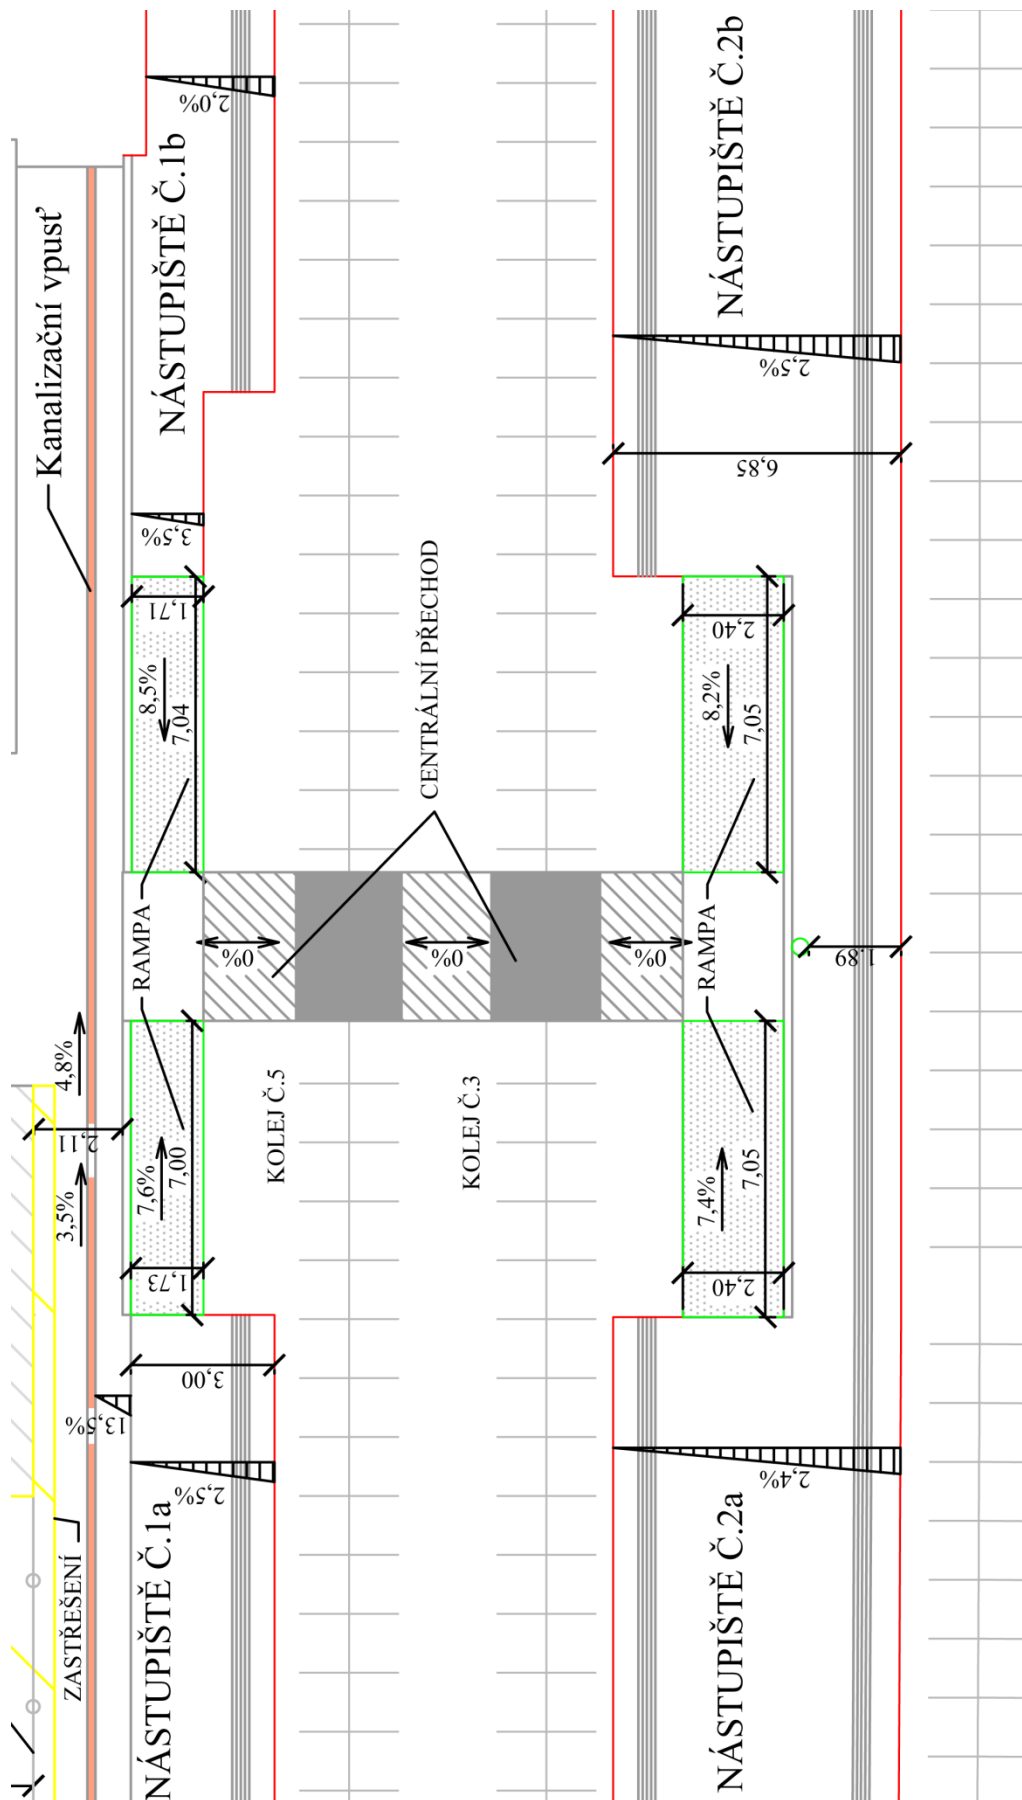 Kanalizační vpusť
NÁSTUPIŠTĚ Č.1b
2,0%
NÁSTUPIŠTĚ Č.2b
2,5%
6,85
3,5%
1,71
8,5%
7,04
CENTRÁLNÍ PŘECHOD
2,40
8,2%
7,05
RAMPA
0%
0%
0%
RAMPA
1,89
4,8%
2,11
3,5%
7,6%
7,00
1,73
KOLEJ Č.5
KOLEJ Č.3
7,4%
7,05
2,40
3,00
13,5%
2,5%
2,4%
ZASTŘEŠENÍ
NÁSTUPIŠTĚ Č.1a
NÁSTUPIŠTĚ Č.2a